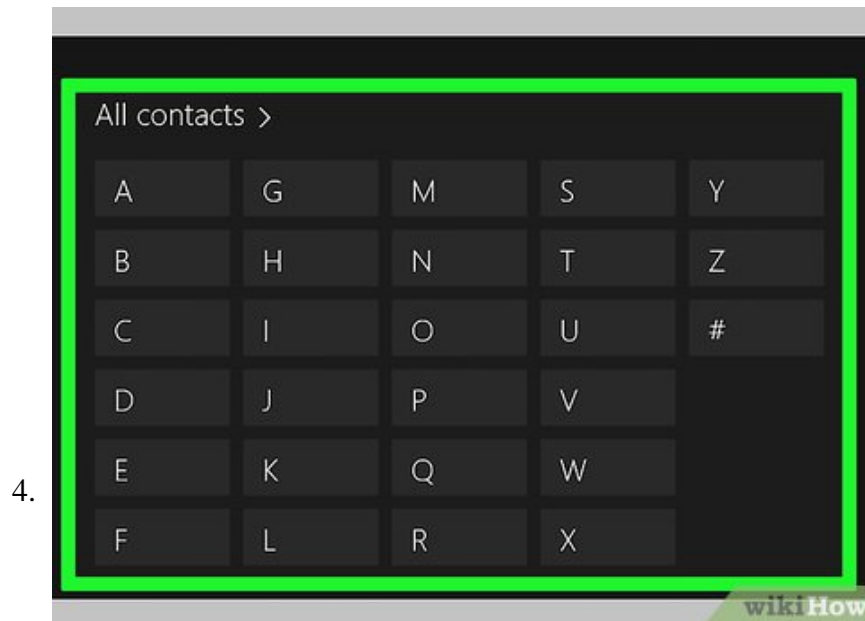 All contacts >
A G M S Y
B H N T Z
C I O U #
D J P V
E K Q W
4.
F L R X
wikiHow